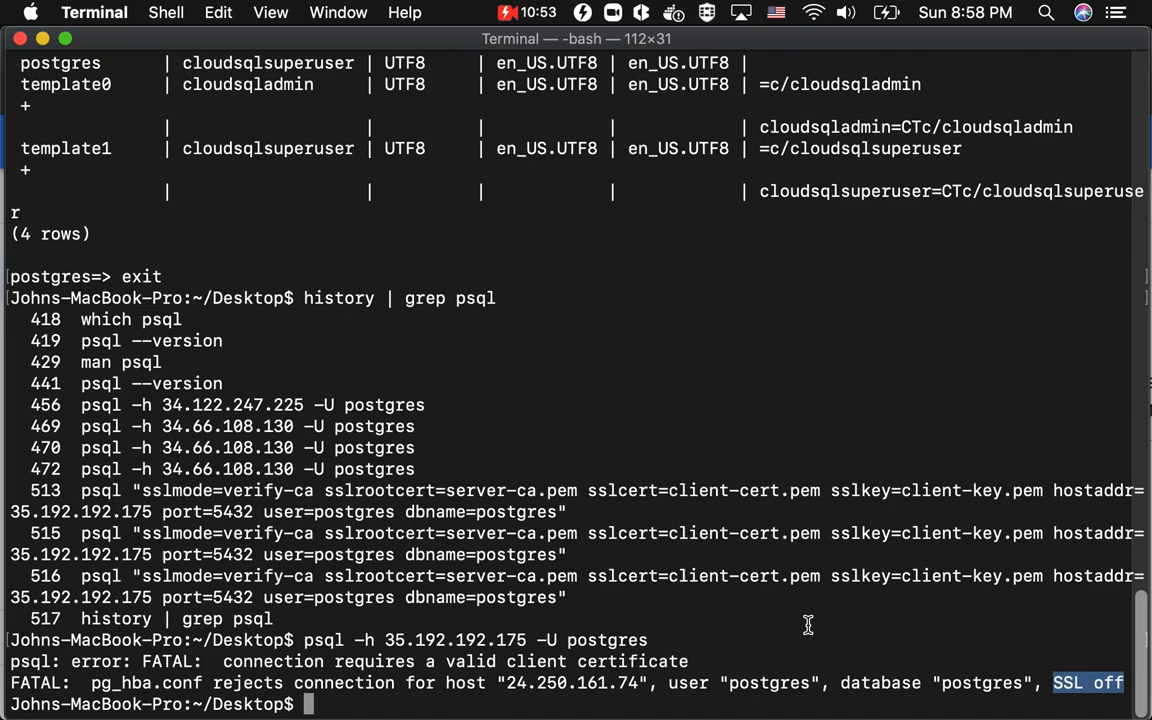 Terminal Shell Edit View Window Help 10:53 Sun 8:58 PM
Terminal — -bash — 112×31
postgres | cloudsqlsuperuser | UTF8 | en_US.UTF8 | en_US.UTF8 |
template0 | cloudsqladmin | UTF8 | en_US.UTF8 | en_US.UTF8 | =c/cloudsqladmin
+
| | | | | cloudsqladmin=CTc/cloudsqladmin
template1 | cloudsqlsuperuser | UTF8 | en_US.UTF8 | en_US.UTF8 | =c/cloudsqlsuperuser
+
| | | | | cloudsqlsuperuser=CTc/cloudsqlsuperuse
r
(4 rows)
[postgres=> exit ]
[Johns-MacBook-Pro:~/Desktop$ history | grep psql ]
418 which psql
419 psql --version
429 man psql
441 psql --version
456 psql -h 34.122.247.225 -U postgres
469 psql -h 34.66.108.130 -U postgres
470 psql -h 34.66.108.130 -U postgres
472 psql -h 34.66.108.130 -U postgres
513 psql "sslmode=verify-ca sslrootcert=server-ca.pem sslcert=client-cert.pem sslkey=client-key.pem hostaddr=
35.192.192.175 port=5432 user=postgres dbname=postgres"
515 psql "sslmode=verify-ca sslrootcert=server-ca.pem sslcert=client-cert.pem sslkey=client-key.pem hostaddr=
35.192.192.175 port=5432 user=postgres dbname=postgres"
516 psql "sslmode=verify-ca sslrootcert=server-ca.pem sslcert=client-cert.pem sslkey=client-key.pem hostaddr=
35.192.192.175 port=5432 user=postgres dbname=postgres"
517 history | grep psql
[Johns-MacBook-Pro:~/Desktop$ psql -h 35.192.192.175 -U postgres ]
psql: error: FATAL: connection requires a valid client certificate
FATAL: pg_hba.conf rejects connection for host "24.250.161.74", user "postgres", database "postgres", SSL off
Johns-MacBook-Pro:~/Desktop$